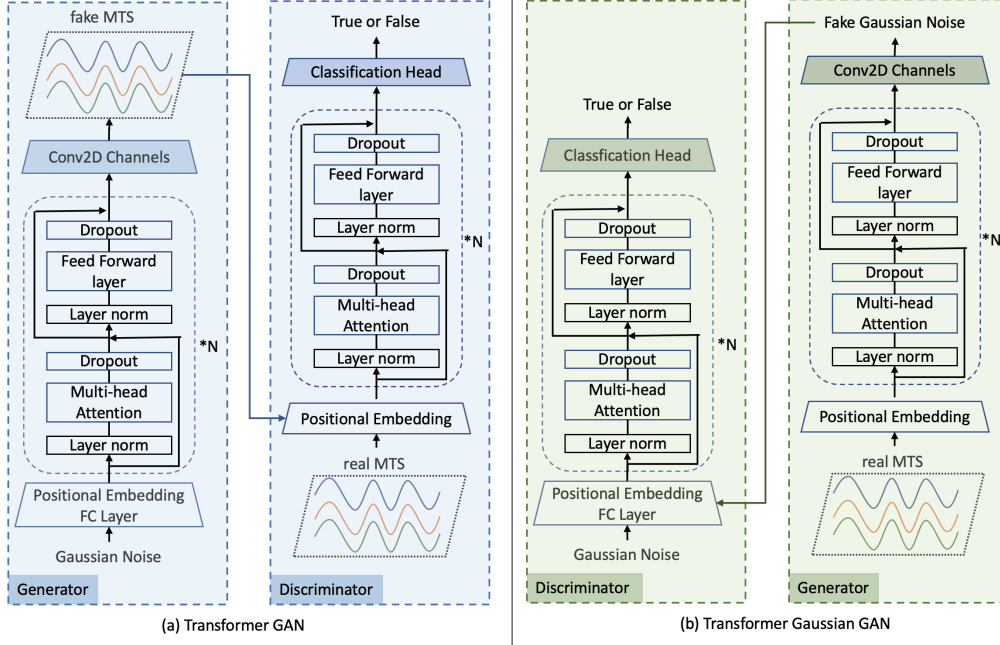 fake MTS
Conv2D Channels
Dropout
Feed Forward
layer
Layer norm
*N
Dropout
Multi-head
Attention
Layer norm
Positional Embedding
FC Layer
Gaussian Noise
Generator
True or False
Classification Head
Dropout
Feed Forward
layer
Layer norm
*N
Dropout
Multi-head
Attention
Layer norm
Positional Embedding
real MTS
Discriminator
(a) Transformer GAN
True or False
Classfication Head
Dropout
Feed Forward
layer
Layer norm
*N
Dropout
Multi-head
Attention
Layer norm
Positional Embedding
FC Layer
Gaussian Noise
Discriminator
Fake Gaussian Noise
Conv2D Channels
Dropout
Feed Forward
layer
Layer norm
*N
Dropout
Multi-head
Attention
Layer norm
Positional Embedding
real MTS
Generator
(b) Transformer Gaussian GAN